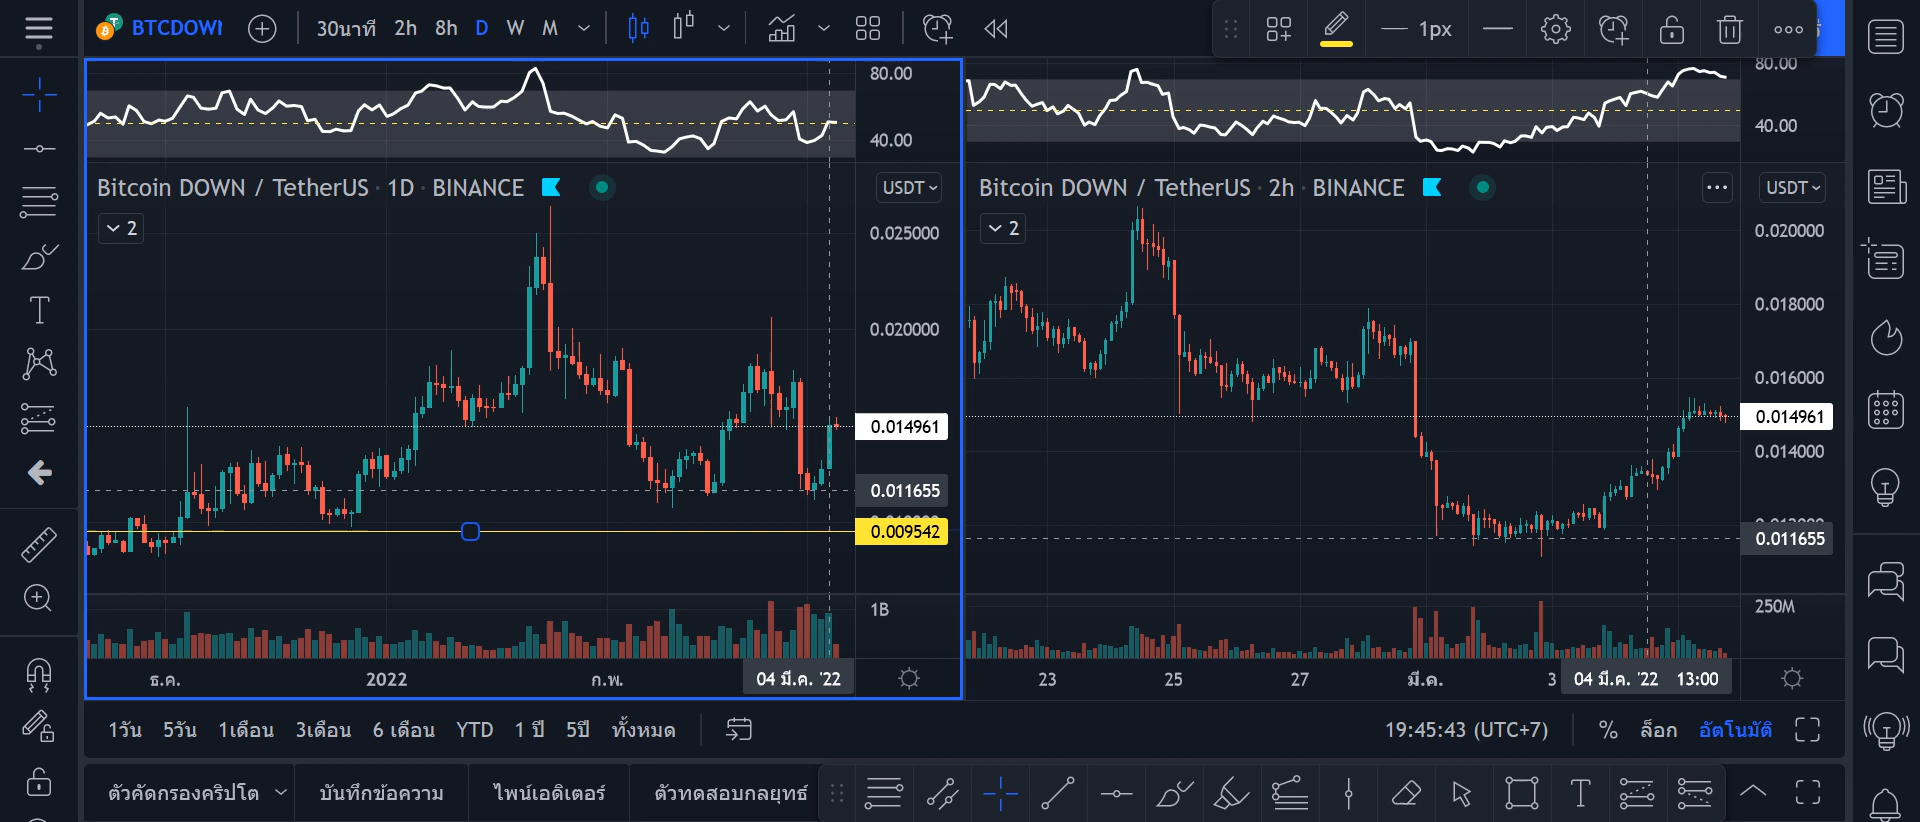 BTCDOWN
30นาที 2h 8h D W M
1px
80.00
40.00
Bitcoin DOWN / TetherUS · 1D · BINANCE
USDT
2
0.025000
0.020000
0.014961
0.011655
0.009542
1B
ธ.ค. 2022 ก.พ. 04 มี.ค. '22
80.00
40.00
Bitcoin DOWN / TetherUS · 2h · BINANCE
USDT
2
0.020000
0.018000
0.016000
0.014961
0.014000
0.011655
250M
23 25 27 มี.ค. 3 04 มี.ค. '22 13:00
1วัน 5วัน 1เดือน 3เดือน 6 เดือน YTD 1 ปี 5ปี ทั้งหมด 19:45:43 (UTC+7) % ล็อก อัตโนมัติ
ตัวคัดกรองคริปโต บันทึกข้อความ ไพน์เอดิเตอร์ ตัวทดสอบกลยุทธ์